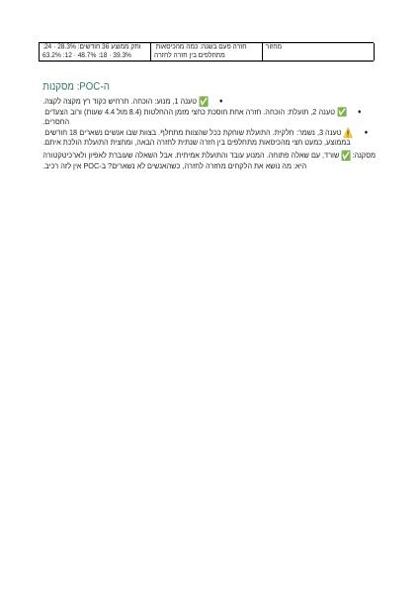 מחזור
חזרה פעם בשנה: כמה מהכיסאות
מתחלפים בין חזרה לחזרה
ותק ממוצע 36 חודשים: 28.3% · 24:
39.3% · 18: 48.7% · 12: 63.2%
ה-POC: מסקנות
• ✅ טענה 1, מנוע: הוכחה. תרחיש כקוד רץ מקצה לקצה.
• ✅ טענה 2, תועלת: הוכחה. חזרה אחת חוסכת כחצי מזמן ההחלטות (8.4 מול 4.4 שעות) ורוב הצעדים
החסרים.
• ⚠️ טענה 3, נשמר: חלקית. התועלת שוחקת ככל שהצוות מתחלף. בצוות שבו אנשים נשארים 18 חודשים
בממוצע, כמעט חצי מהכיסאות מתחלפים בין חזרה שנתית לחזרה הבאה, ומחצית התועלת הולכת איתם.
מסקנה: ✅ שורד, עם שאלה פתוחה. המנוע עובד והתועלת אמיתית. אבל השאלה שעוברת לאפיון ולארכיטקטורה
היא: מה נושא את הלקחים מחזרה לחזרה, כשהאנשים לא נשארים? ב-POC אין לזה רכיב.